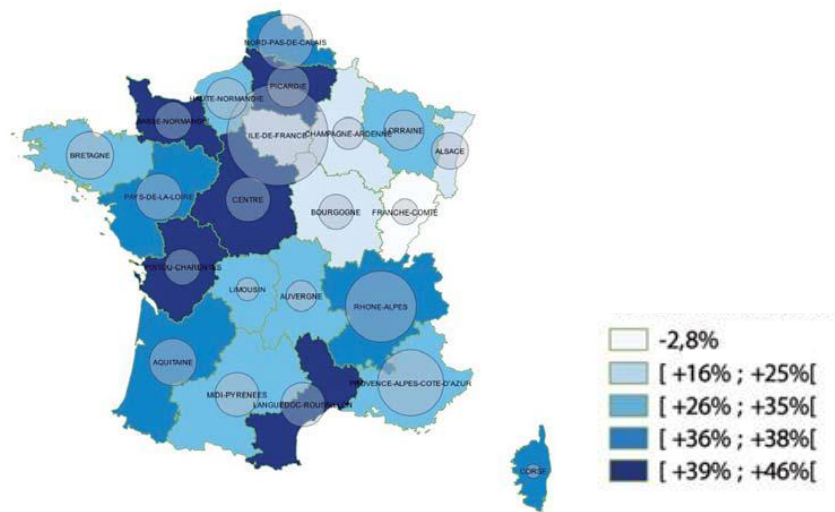 NORD-PAS-DE-CALAIS
PICARDIE
HAUTE-NORMANDIE
BASSE-NORMANDIE
ILE-DE-FRANCE
CHAMPAGNE-ARDENNE
LORRAINE
ALSACE
BRETAGNE
PAYS-DE-LA-LOIRE
CENTRE
BOURGOGNE
FRANCHE-COMTE
POITOU-CHARENTES
LIMOUSIN
AUVERGNE
RHONE-ALPES
AQUITAINE
MIDI-PYRENEES
LANGUEDOC-ROUSSILLON
PROVENCE-ALPES-COTE-D'AZUR
CORSE
-2,8%
[ +16% ; +25%[
[ +26% ; +35%[
[ +36% ; +38%[
[ +39% ; +46%[